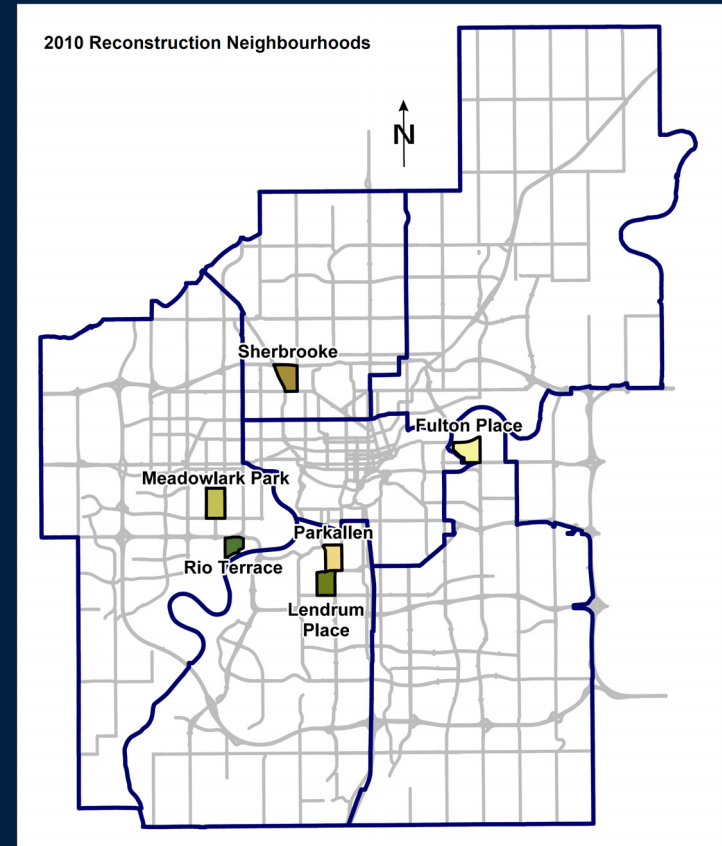 2010 Reconstruction Neighbourhoods
N
Sherbrooke
Fulton Place
Meadowlark Park
Parkallen
Rio Terrace
Lendrum
Place